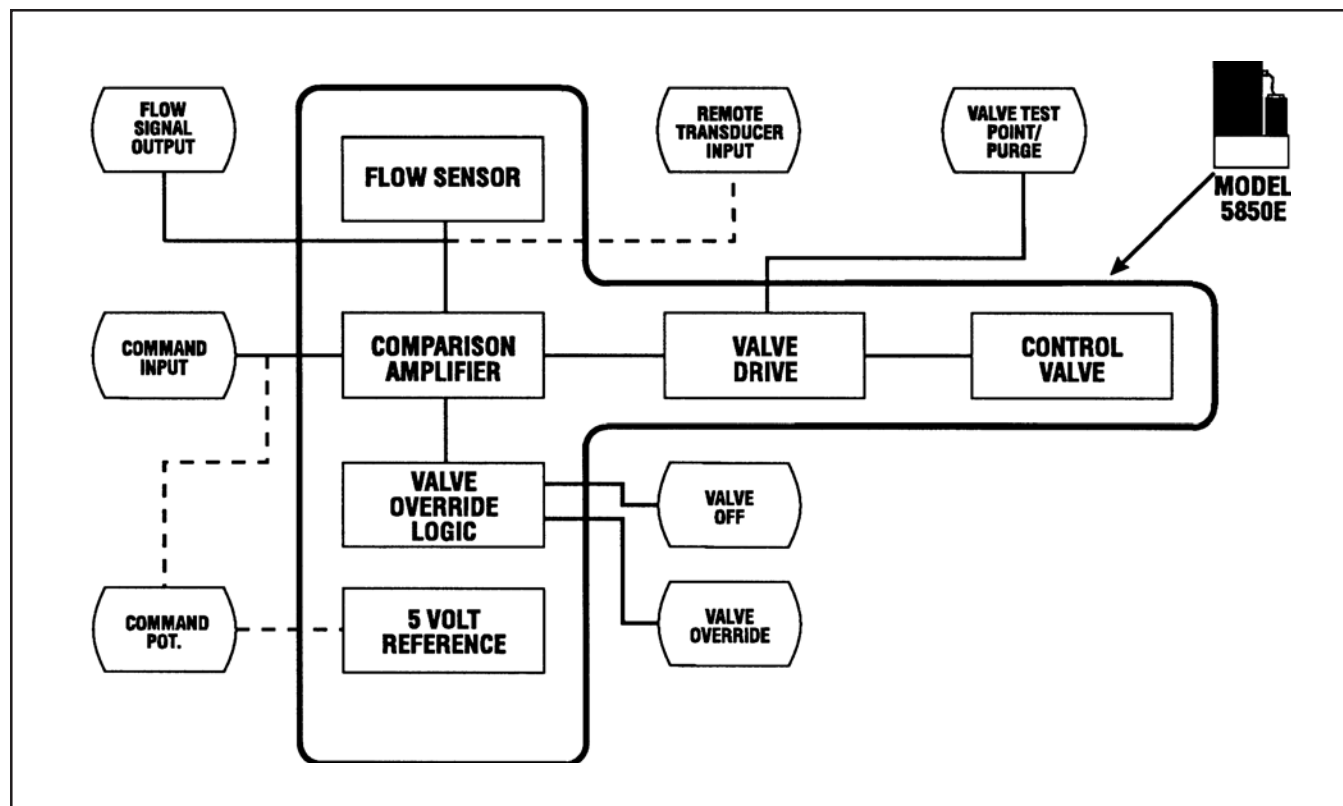 FLOW
SIGNAL
OUTPUT
REMOTE
TRANSDUCER
INPUT
VALVE TEST
POINT/
PURGE
FLOW SENSOR
MODEL
5850E
COMMAND
INPUT
COMPARISON
AMPLIFIER
VALVE
DRIVE
CONTROL
VALVE
VALVE
OVERRIDE
LOGIC
VALVE
OFF
COMMAND
POT.
5 VOLT
REFERENCE
VALVE
OVERRIDE